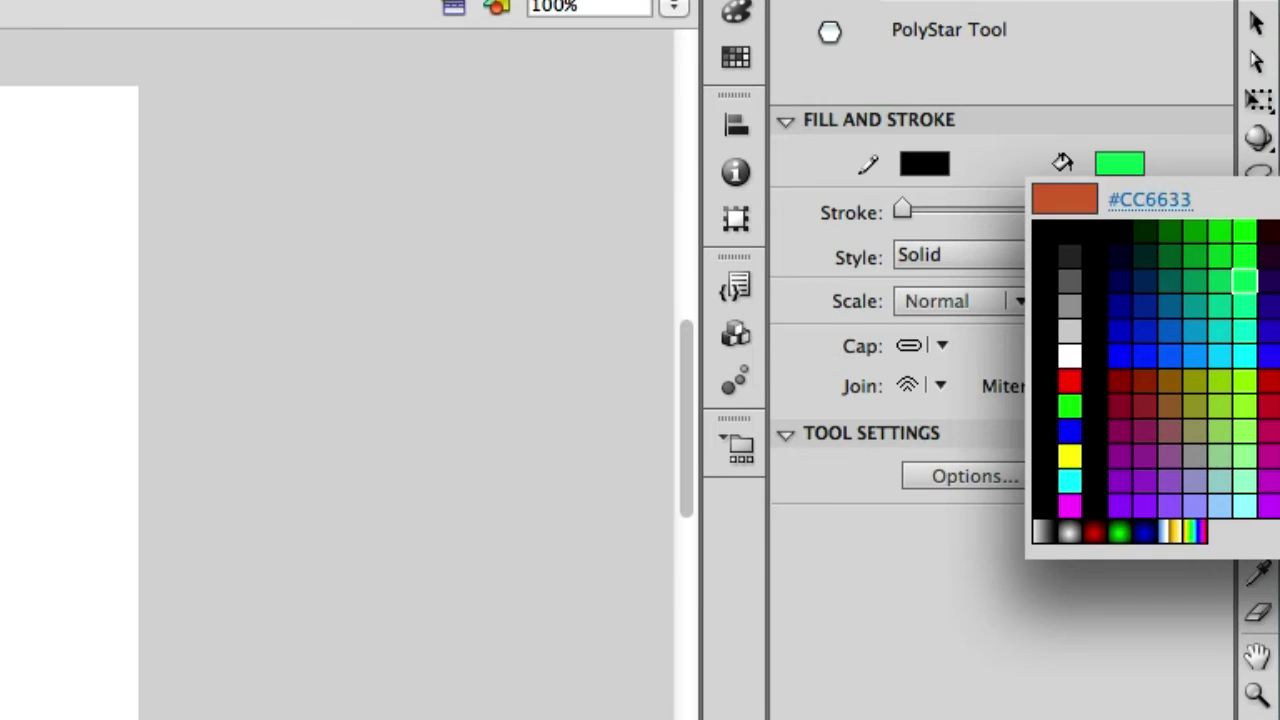 100%
PolyStar Tool
FILL AND STROKE
#CC6633
Stroke:
Style: Solid
Scale: Normal
Cap:
Join: Miter
TOOL SETTINGS
Options...